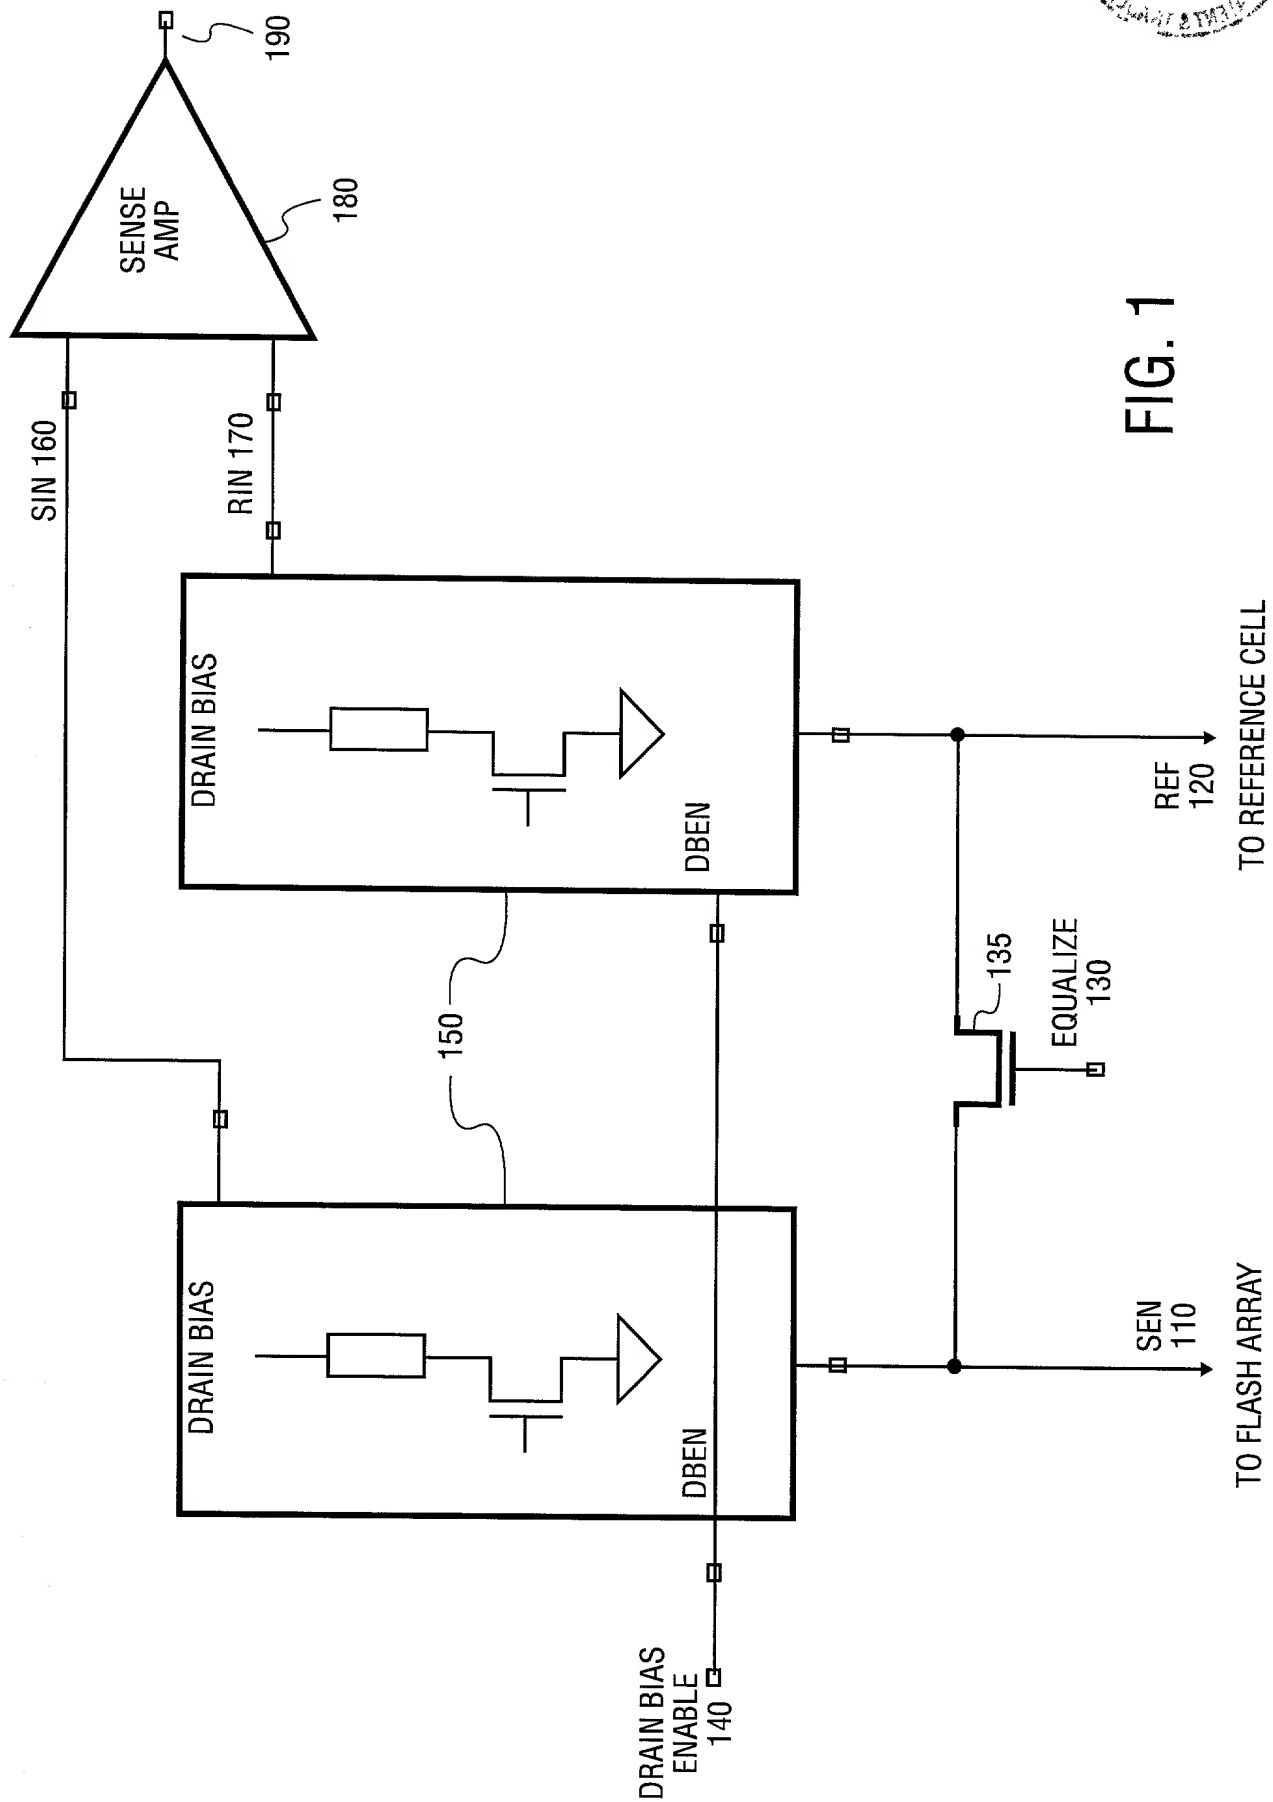 190
SENSE
AMP
180
SIN 160
RIN 170
DRAIN BIAS
DBEN
150
DRAIN BIAS
DBEN
DRAIN BIAS
ENABLE
140
135
EQUALIZE
130
SEN
110
TO FLASH ARRAY
REF
120
TO REFERENCE CELL
FIG. 1